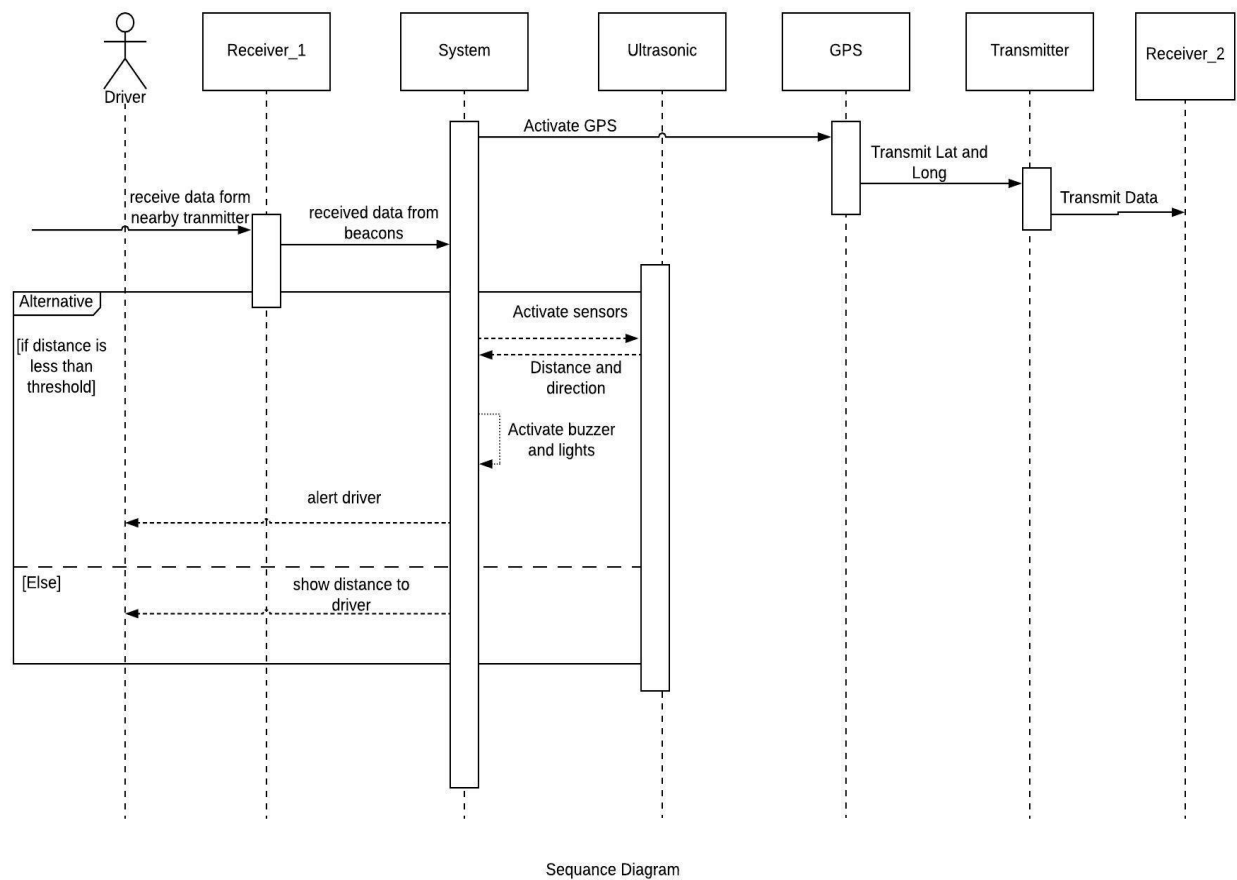 Driver
Receiver_1
System
Ultrasonic
GPS
Transmitter
Receiver_2
Activate GPS
Transmit Lat and
Long
Transmit Data
receive data form
nearby tranmitter
received data from
beacons
Alternative
[if distance is
less than
threshold]
Activate sensors
Distance and
direction
Activate buzzer
and lights
alert driver
[Else]
show distance to
driver
Sequance Diagram